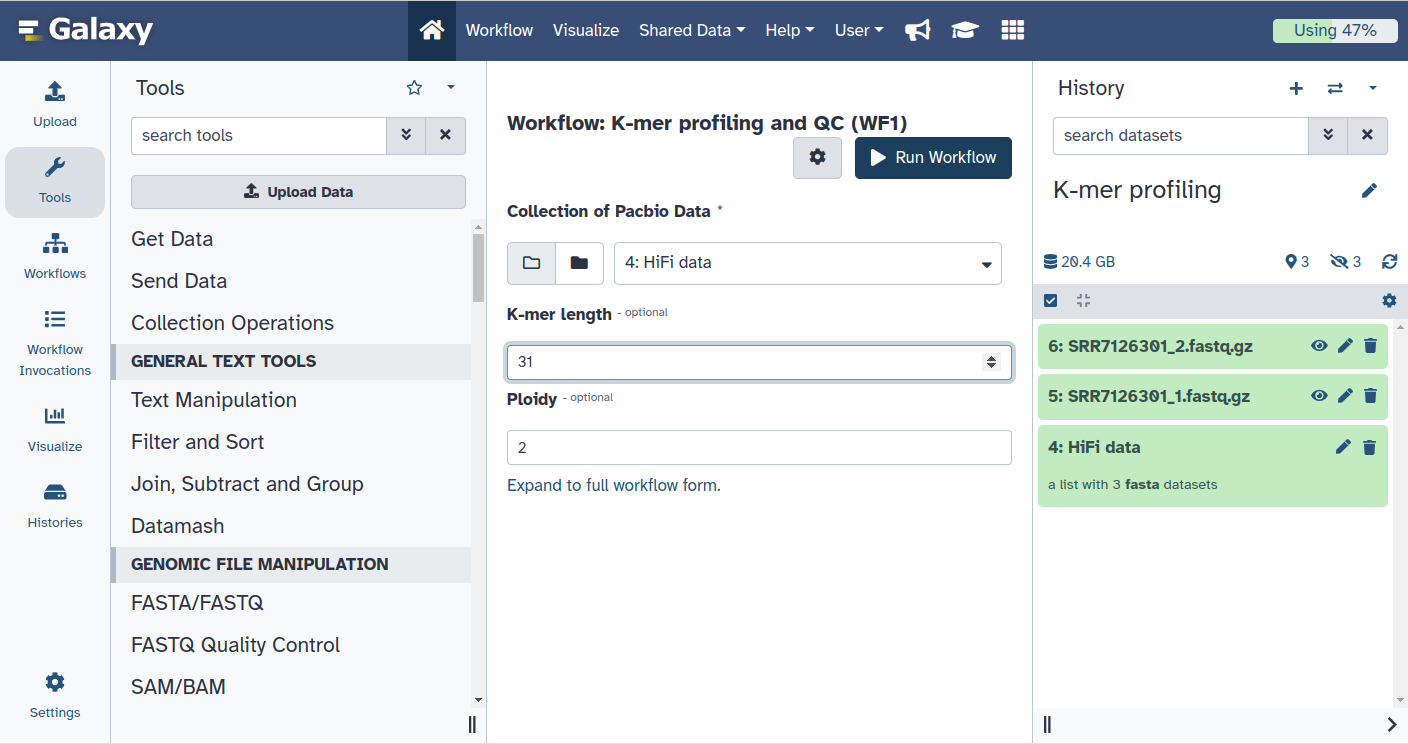 Galaxy
Workflow Visualize Shared Data Help User
Using 47%
Upload
Tools
Workflows
Workflow
Invocations
Visualize
Histories
Settings
Tools
search tools
Upload Data
Get Data
Send Data
Collection Operations
GENERAL TEXT TOOLS
Text Manipulation
Filter and Sort
Join, Subtract and Group
Datamash
GENOMIC FILE MANIPULATION
FASTA/FASTQ
FASTQ Quality Control
SAM/BAM
Workflow: K-mer profiling and QC (WF1)
Run Workflow
Collection of Pacbio Data *
4: HiFi data
K-mer length - optional
31
Ploidy - optional
2
Expand to full workflow form.
History
search datasets
K-mer profiling
20.4 GB 3 3
6: SRR7126301_2.fastq.gz
5: SRR7126301_1.fastq.gz
4: HiFi data
a list with 3 fasta datasets